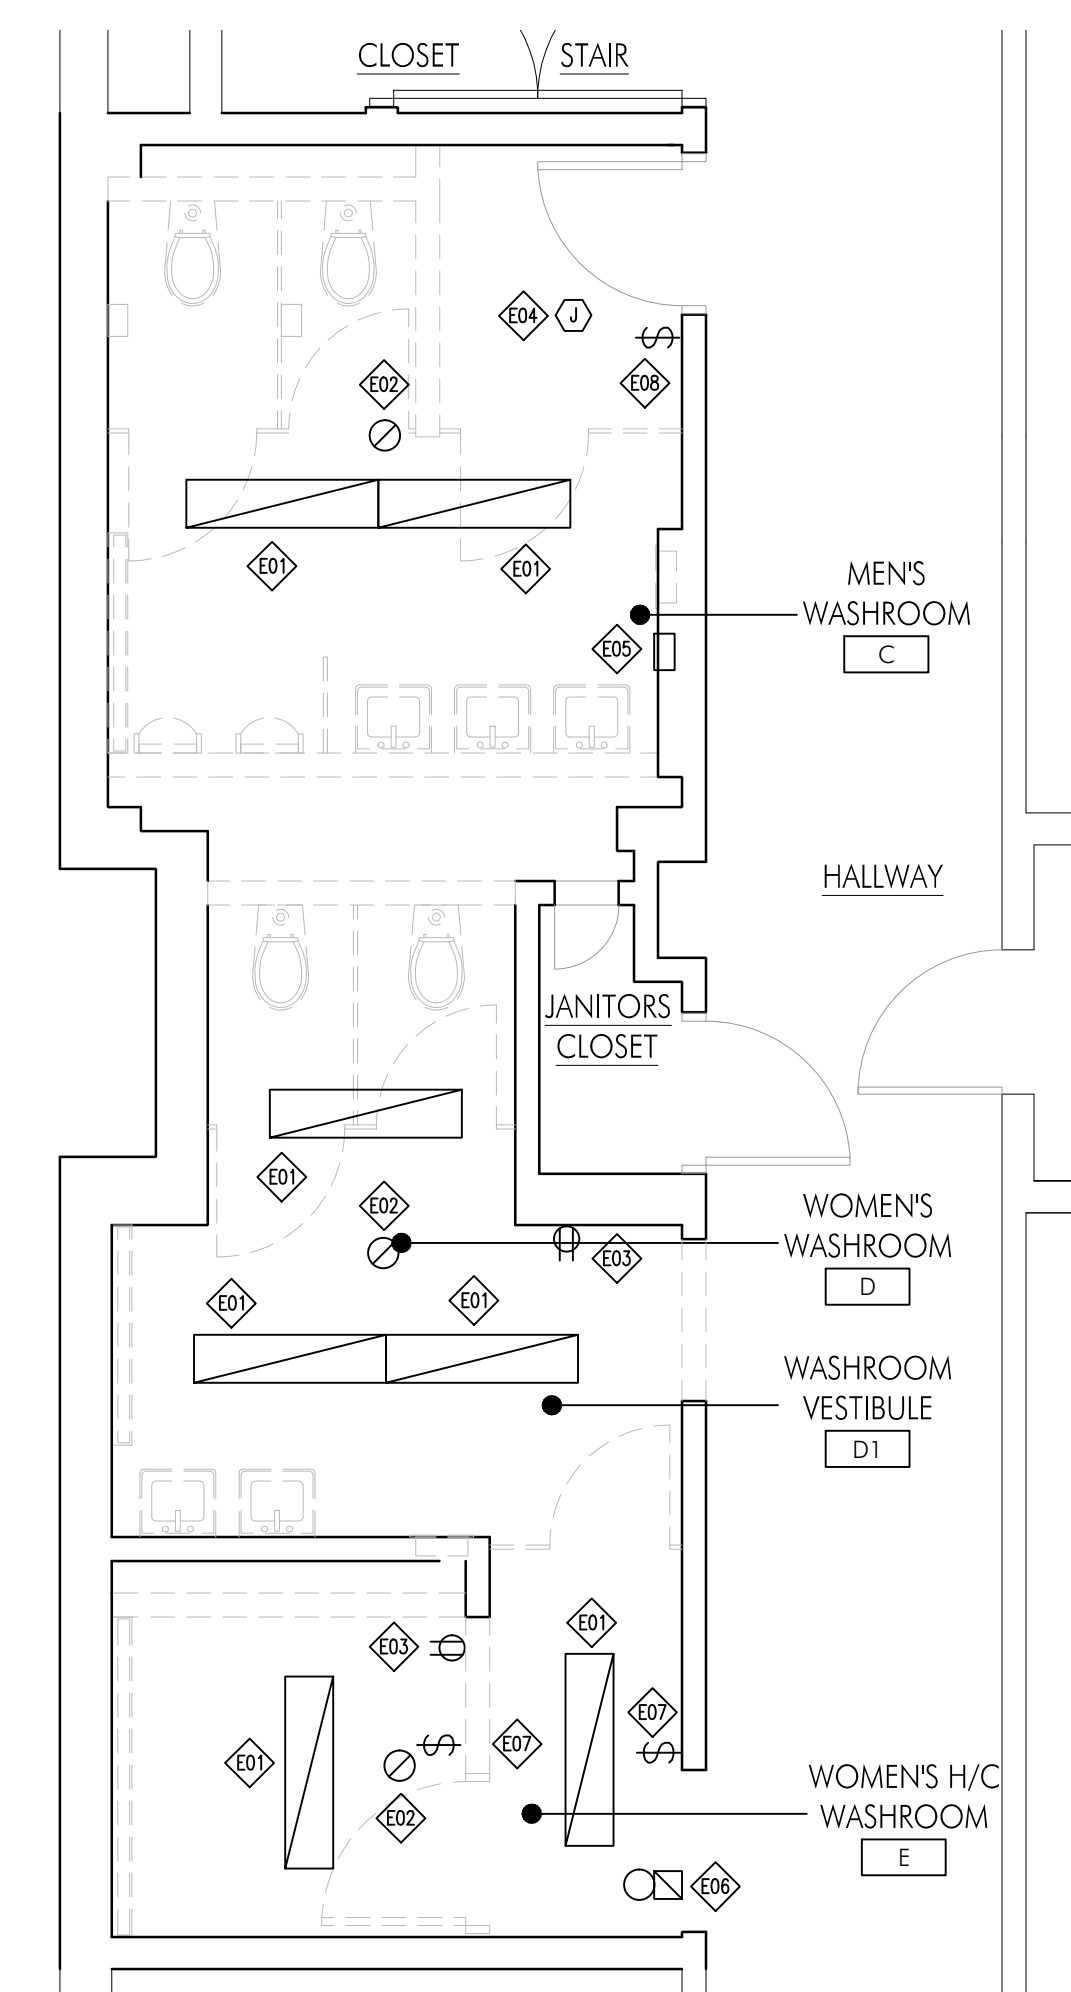 CLOSET
STAIR
E04
J
E08
E02
E01
E01
MEN'S
WASHROOM
C
E05
HALLWAY
JANITORS
CLOSET
E01
E02
WOMEN'S
WASHROOM
D
E03
E01
E01
WASHROOM
VESTIBULE
D1
E01
E03
E07
E07
E01
E02
WOMEN'S H/C
WASHROOM
E
E06